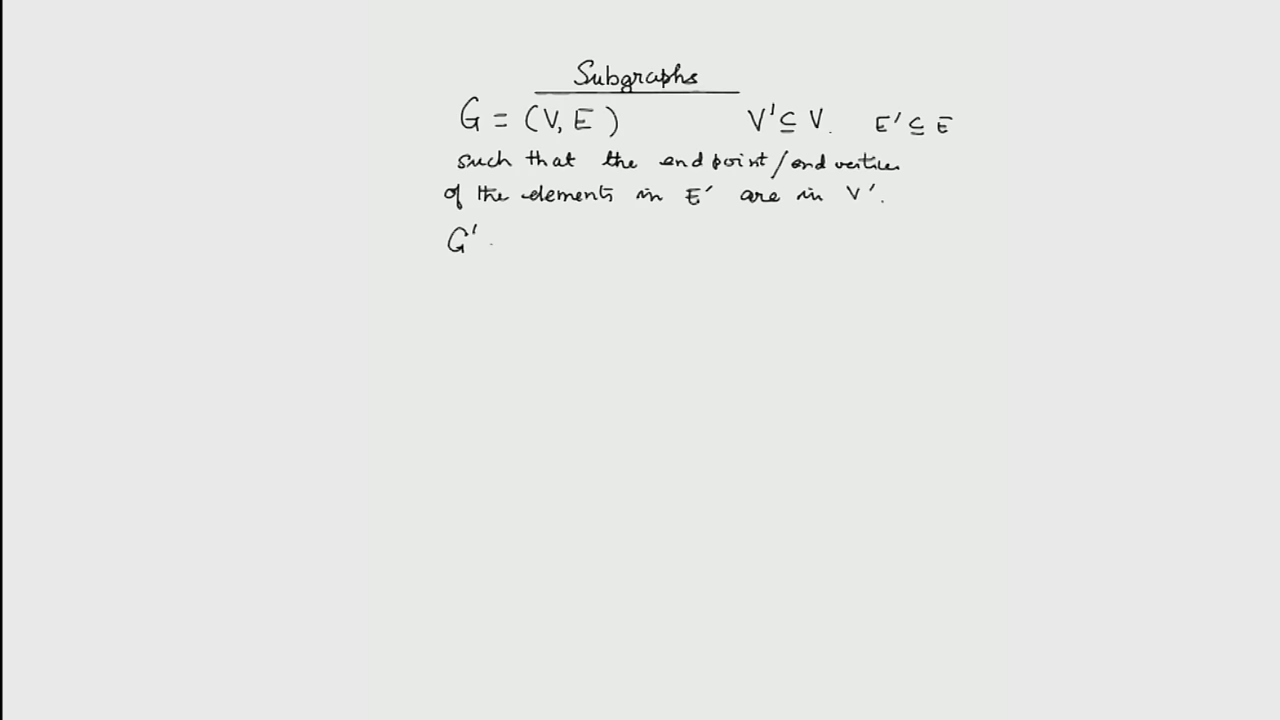 Subgraphs
G = (V, E) V' ⊆ V. E' ⊆ E
such that the end point/end vertices
of the elements in E' are in V'.
G'